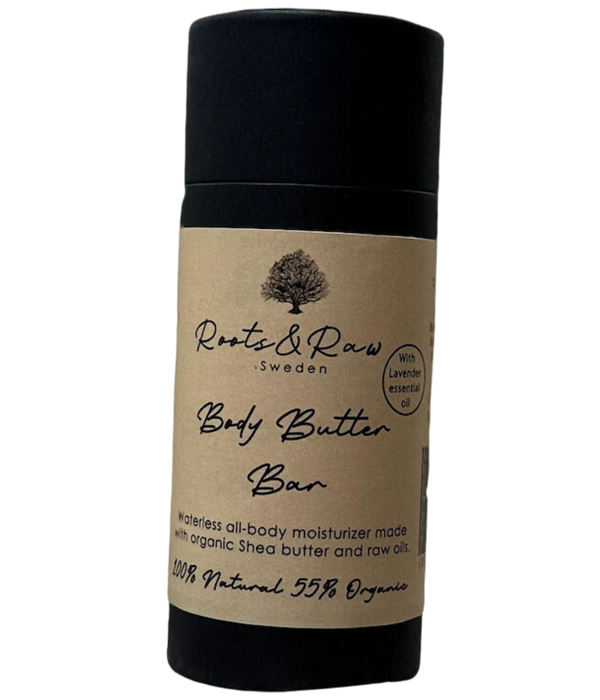 Roots & Raw
Sweden
With
Lavender
essential
oil
Body Butter
Bar
Waterless all-body moisturizer made
with organic Shea butter and raw oils.
100% Natural 55% Organic